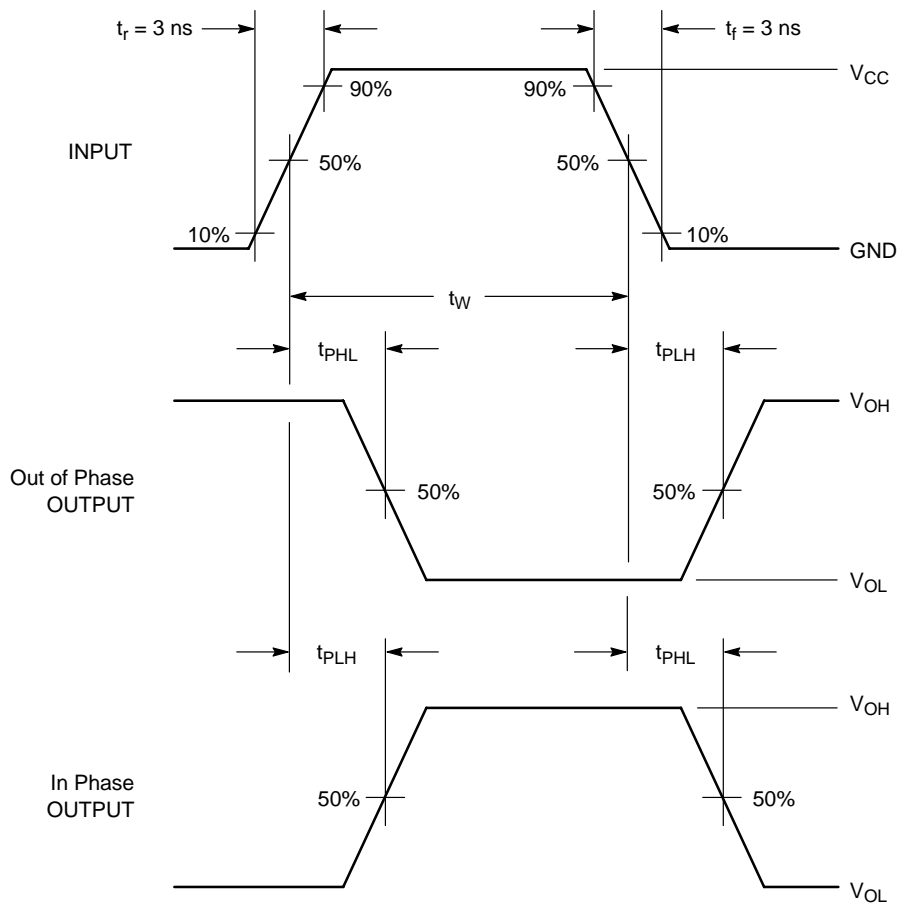 tr = 3 ns
tf = 3 ns
VCC
90%
90%
INPUT
50%
50%
10%
10%
GND
tW
tPHL
tPLH
VOH
Out of Phase
OUTPUT
50%
50%
VOL
tPLH
tPHL
VOH
In Phase
OUTPUT
50%
50%
VOL